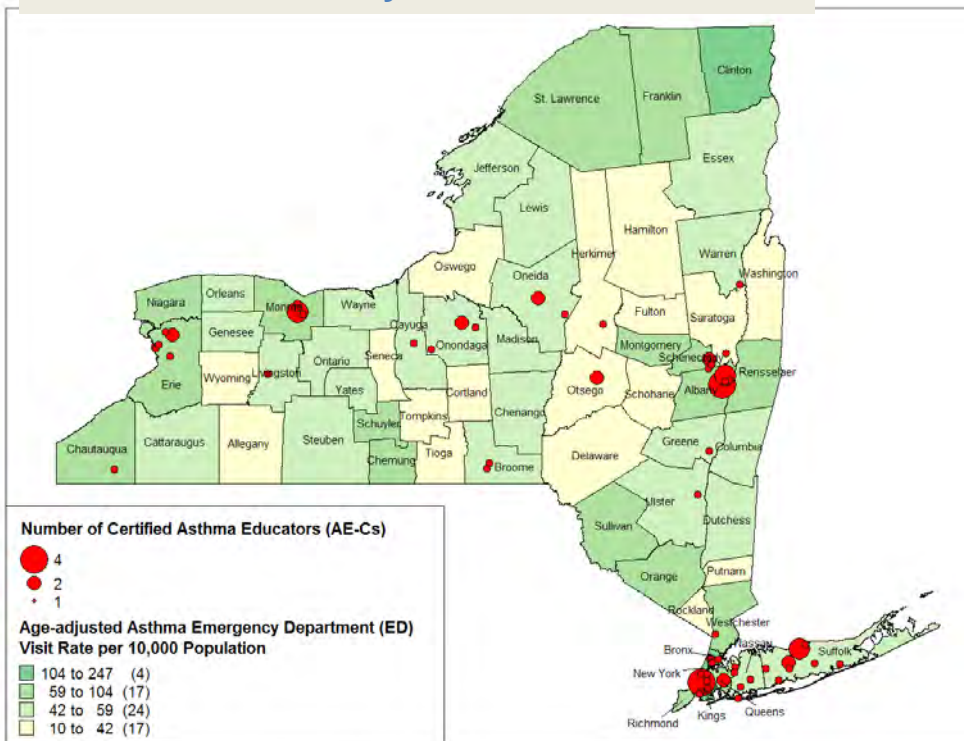 Clinton
St. Lawrence
Franklin
Essex
Jefferson
Lewis
Hamilton
Herkimer
Warren
Washington
Oswego
Oneida
Saratoga
Fulton
Niagara
Orleans
Monroe
Wayne
Genesee
Cayuga
Onondaga
Madison
Montgomery
Schenectady
Rensselaer
Erie
Wyoming
Livingston
Ontario
Seneca
Yates
Otsego
Schoharie
Albany
Cortland
Chenango
Tompkins
Schuyler
Chautauqua
Cattaraugus
Allegany
Steuben
Chemung
Tioga
Broome
Delaware
Greene
Columbia
Ulster
Dutchess
Sullivan
Orange
Putnam
Rockland
Westchester
Bronx
Nassau
Suffolk
New York
Queens
Kings
Richmond
Number of Certified Asthma Educators (AE-Cs)
4
2
1
Age-adjusted Asthma Emergency Department (ED)
Visit Rate per 10,000 Population
104 to 247 (4)
59 to 104 (17)
42 to 59 (24)
10 to 42 (17)